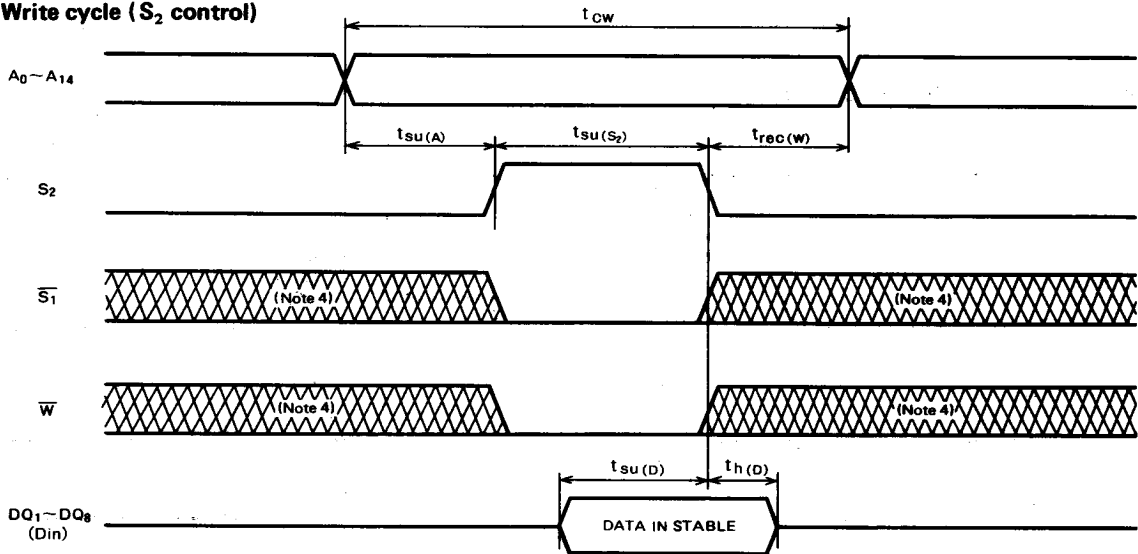 Write cycle (S₂ control)
tCW
A₀~A₁₄
tsu(A)
tsu(S₂)
trec(W)
S₂
S̅₁
(Note 4)
(Note 4)
W̅
(Note 4)
(Note 4)
tsu(D)
th(D)
DQ₁~DQ₈
(Din)
DATA IN STABLE